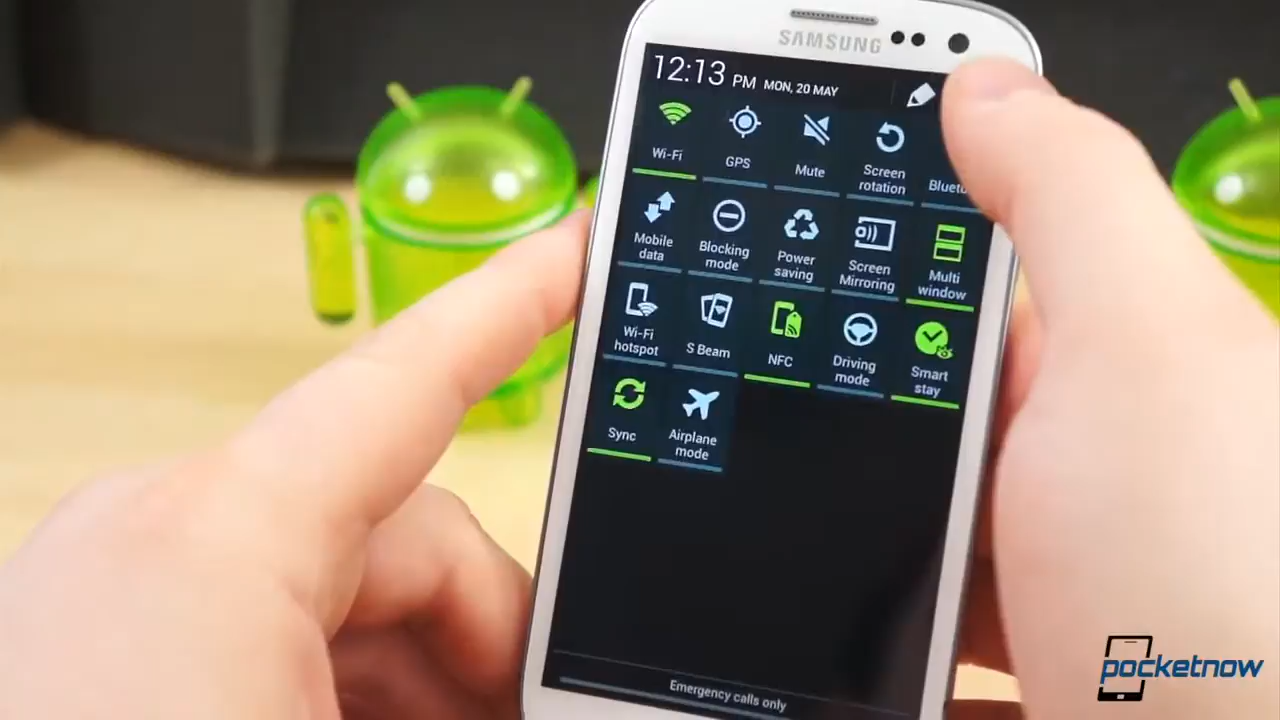 SAMSUNG
12:13 PM MON, 20 MAY
Wi-Fi
GPS
Mute
Screen
rotation
Blueto
Mobile
data
Blocking
mode
Power
saving
Screen
Mirroring
Multi
window
Wi-Fi
hotspot
S Beam
NFC
Driving
mode
Smart
stay
Sync
Airplane
mode
Emergency calls only
pocketnow